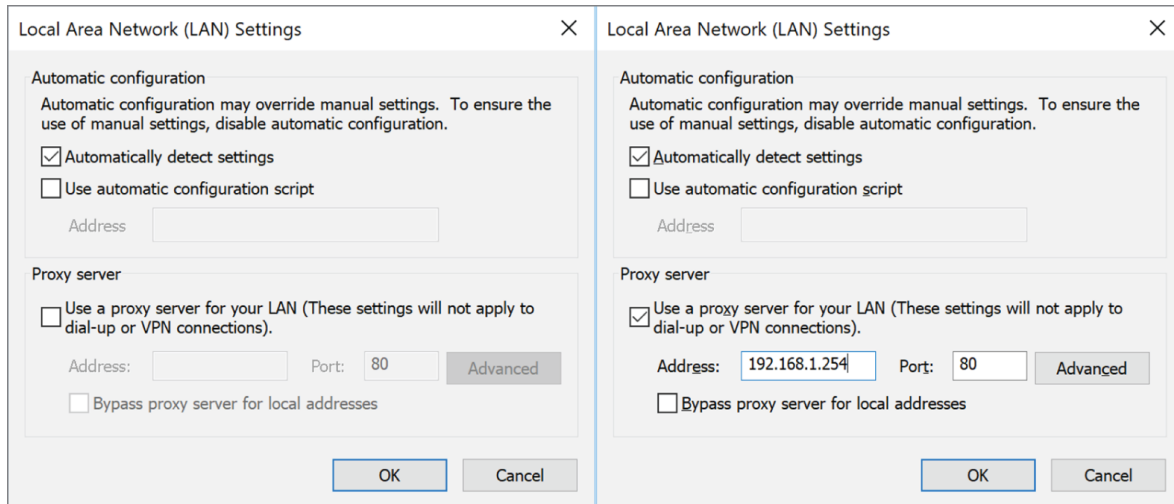 Local Area Network (LAN) Settings
Automatic configuration
Automatic configuration may override manual settings. To ensure the
use of manual settings, disable automatic configuration.
Automatically detect settings
Use automatic configuration script
Address
Proxy server
Use a proxy server for your LAN (These settings will not apply to
dial-up or VPN connections).
Address: Port: 80 Advanced
Bypass proxy server for local addresses
OK Cancel
Local Area Network (LAN) Settings
Automatic configuration
Automatic configuration may override manual settings. To ensure the
use of manual settings, disable automatic configuration.
Automatically detect settings
Use automatic configuration script
Address
Proxy server
Use a proxy server for your LAN (These settings will not apply to
dial-up or VPN connections).
Address: 192.168.1.254 Port: 80 Advanced
Bypass proxy server for local addresses
OK Cancel